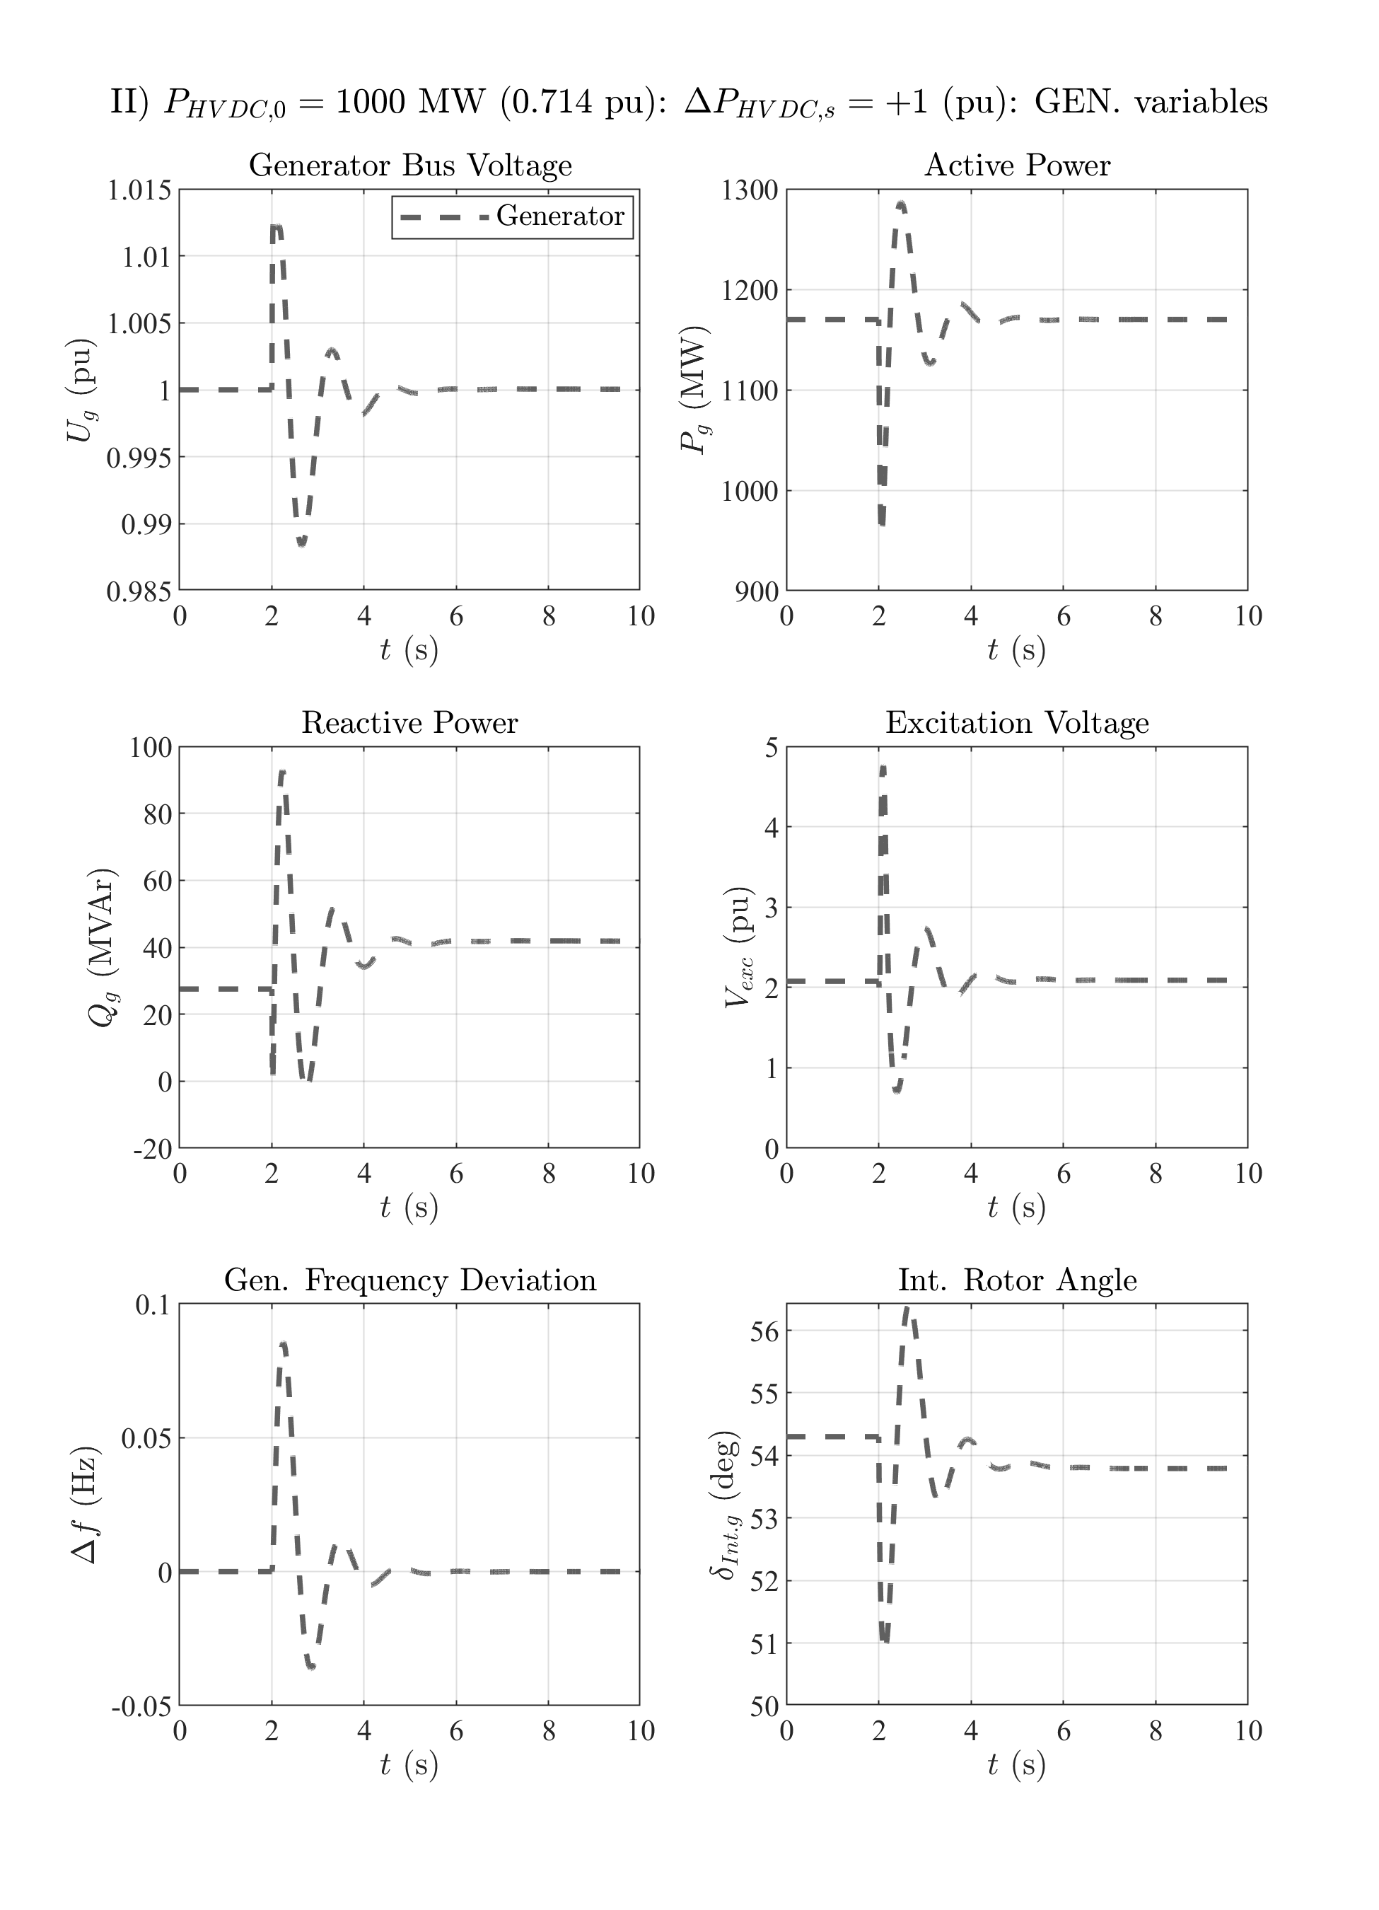 II) P_{HVDC,0} = 1000 MW (0.714 pu): ΔP_{HVDC,s} = +1 (pu): GEN. variables
Generator Bus Voltage
Generator
U_g (pu)
1.015
1.01
1.005
1
0.995
0.99
0.985
0 2 4 6 8 10
t (s)
Active Power
P_g (MW)
1300
1200
1100
1000
900
0 2 4 6 8 10
t (s)
Reactive Power
Q_g (MVAr)
100
80
60
40
20
0
-20
0 2 4 6 8 10
t (s)
Excitation Voltage
V_{exc} (pu)
5
4
3
2
1
0
0 2 4 6 8 10
t (s)
Gen. Frequency Deviation
Δf (Hz)
0.1
0.05
0
-0.05
0 2 4 6 8 10
t (s)
Int. Rotor Angle
δ_{Int.g} (deg)
56
55
54
53
52
51
50
0 2 4 6 8 10
t (s)